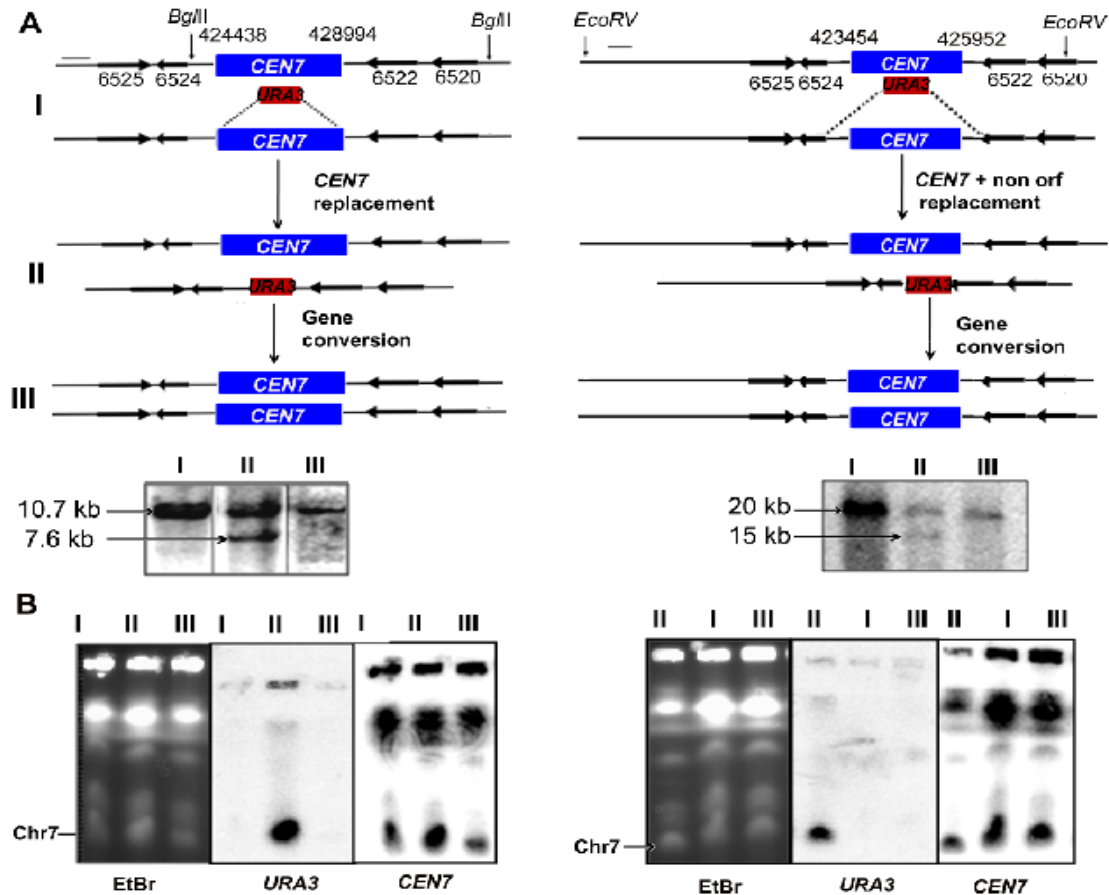 A
BglII
BglII
424438
428994
CEN7
6525
6524
6522
6520
URA3
I
CEN7
CEN7
replacement
CEN7
II
URA3
Gene
conversion
CEN7
III
CEN7
I II III
10.7 kb
7.6 kb
EcoRV
EcoRV
423454
425952
CEN7
6525
6524
6522
6520
URA3
CEN7
CEN7 + non orf
replacement
CEN7
URA3
Gene
conversion
CEN7
CEN7
I II III
20 kb
15 kb
B
I II III I II III I II III
Chr7
EtBr URA3 CEN7
II I III II I III II I III
Chr7
EtBr URA3 CEN7